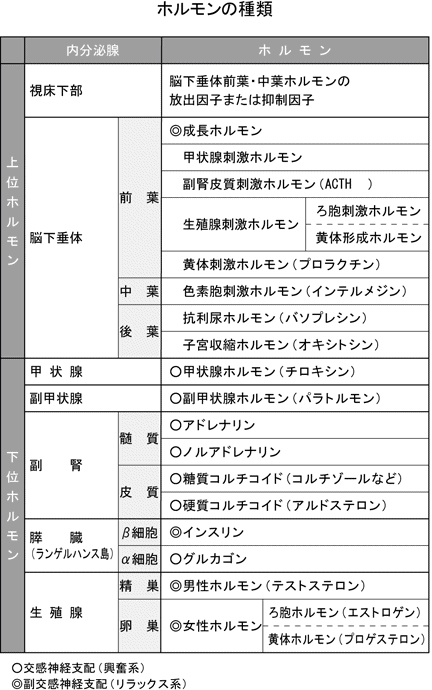 ホルモンの種類
内分泌腺
ホルモン
上位ホルモン
視床下部
脳下垂体前葉・中葉ホルモンの
放出因子または抑制因子
脳下垂体
前葉
◎成長ホルモン
甲状腺刺激ホルモン
副腎皮質刺激ホルモン(ACTH )
生殖腺刺激ホルモン
ろ胞刺激ホルモン
黄体形成ホルモン
黄体刺激ホルモン(プロラクチン)
中葉
色素胞刺激ホルモン(インテルメジン)
後葉
抗利尿ホルモン(バソプレシン)
子宮収縮ホルモン(オキシトシン)
下位ホルモン
甲状腺
○甲状腺ホルモン(チロキシン)
副甲状腺
○副甲状腺ホルモン(パラトルモン)
副腎
髄質
○アドレナリン
○ノルアドレナリン
皮質
○糖質コルチコイド(コルチゾールなど)
○硬質コルチコイド(アルドステロン)
膵臓
(ランゲルハンス島)
β細胞
◎インスリン
α細胞
○グルカゴン
生殖腺
精巣
◎男性ホルモン(テストステロン)
卵巣
◎女性ホルモン
ろ胞ホルモン(エストロゲン)
黄体ホルモン(プロゲステロン)
○交感神経支配(興奮系)
◎副交感神経支配(リラックス系)